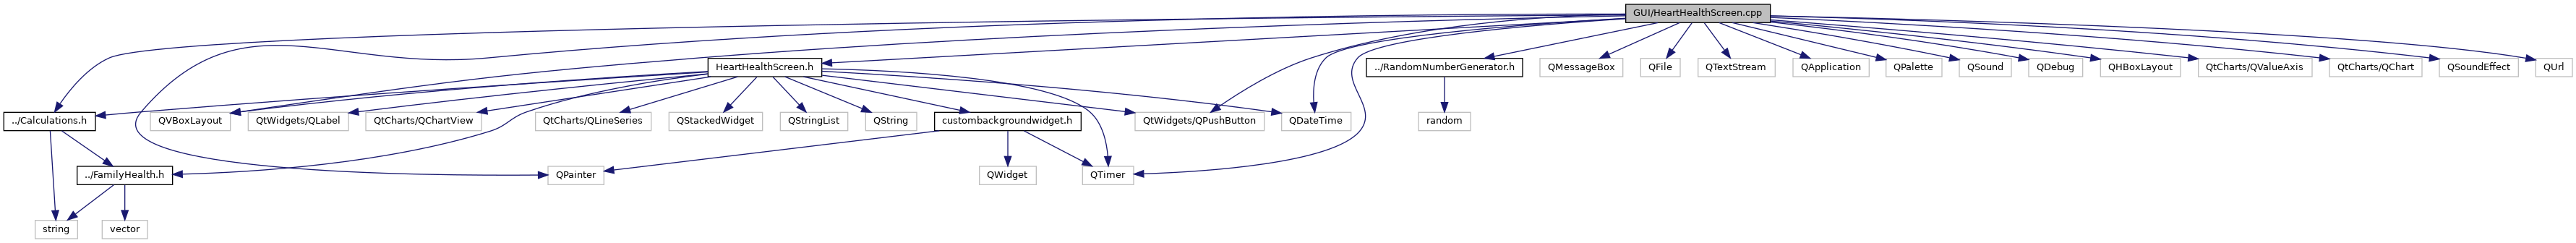 GUI/HeartHealthScreen.cpp
HeartHealthScreen.h
../RandomNumberGenerator.h
QMessageBox
QFile
QTextStream
QApplication
QPalette
QSound
QDebug
QHBoxLayout
QtCharts/QValueAxis
QtCharts/QChart
QSoundEffect
QUrl
../Calculations.h
QVBoxLayout
QtWidgets/QLabel
QtCharts/QChartView
QtCharts/QLineSeries
QStackedWidget
QStringList
QString
custombackgroundwidget.h
QtWidgets/QPushButton
QDateTime
random
../FamilyHealth.h
QPainter
QWidget
QTimer
string
vector